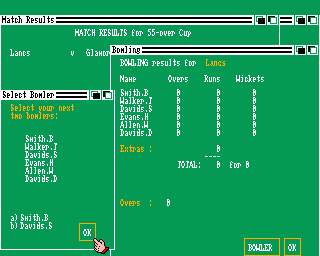 Match Results
MATCH RESULTS for 55-over Cup
Lancs v Glamor
Bowling
BOWLING results for Lancs
Name Overs Runs Wickets
Smith.B 0 0 0
Walker.J 0 0 0
Davids.S 0 0 0
Evans.H 0 0 0
Allen.W 0 0 0
Davids.D 0 0 0
Extras : 0
TOTAL: 0 for 0
Overs : 0
BOWLER OK
Select Bowler
Select your next
two bowlers:
Smith.B
Walker.J
Davids.S
Evans.H
Allen.W
Davids.D
a) Smith.B
b) Davids.S
OK